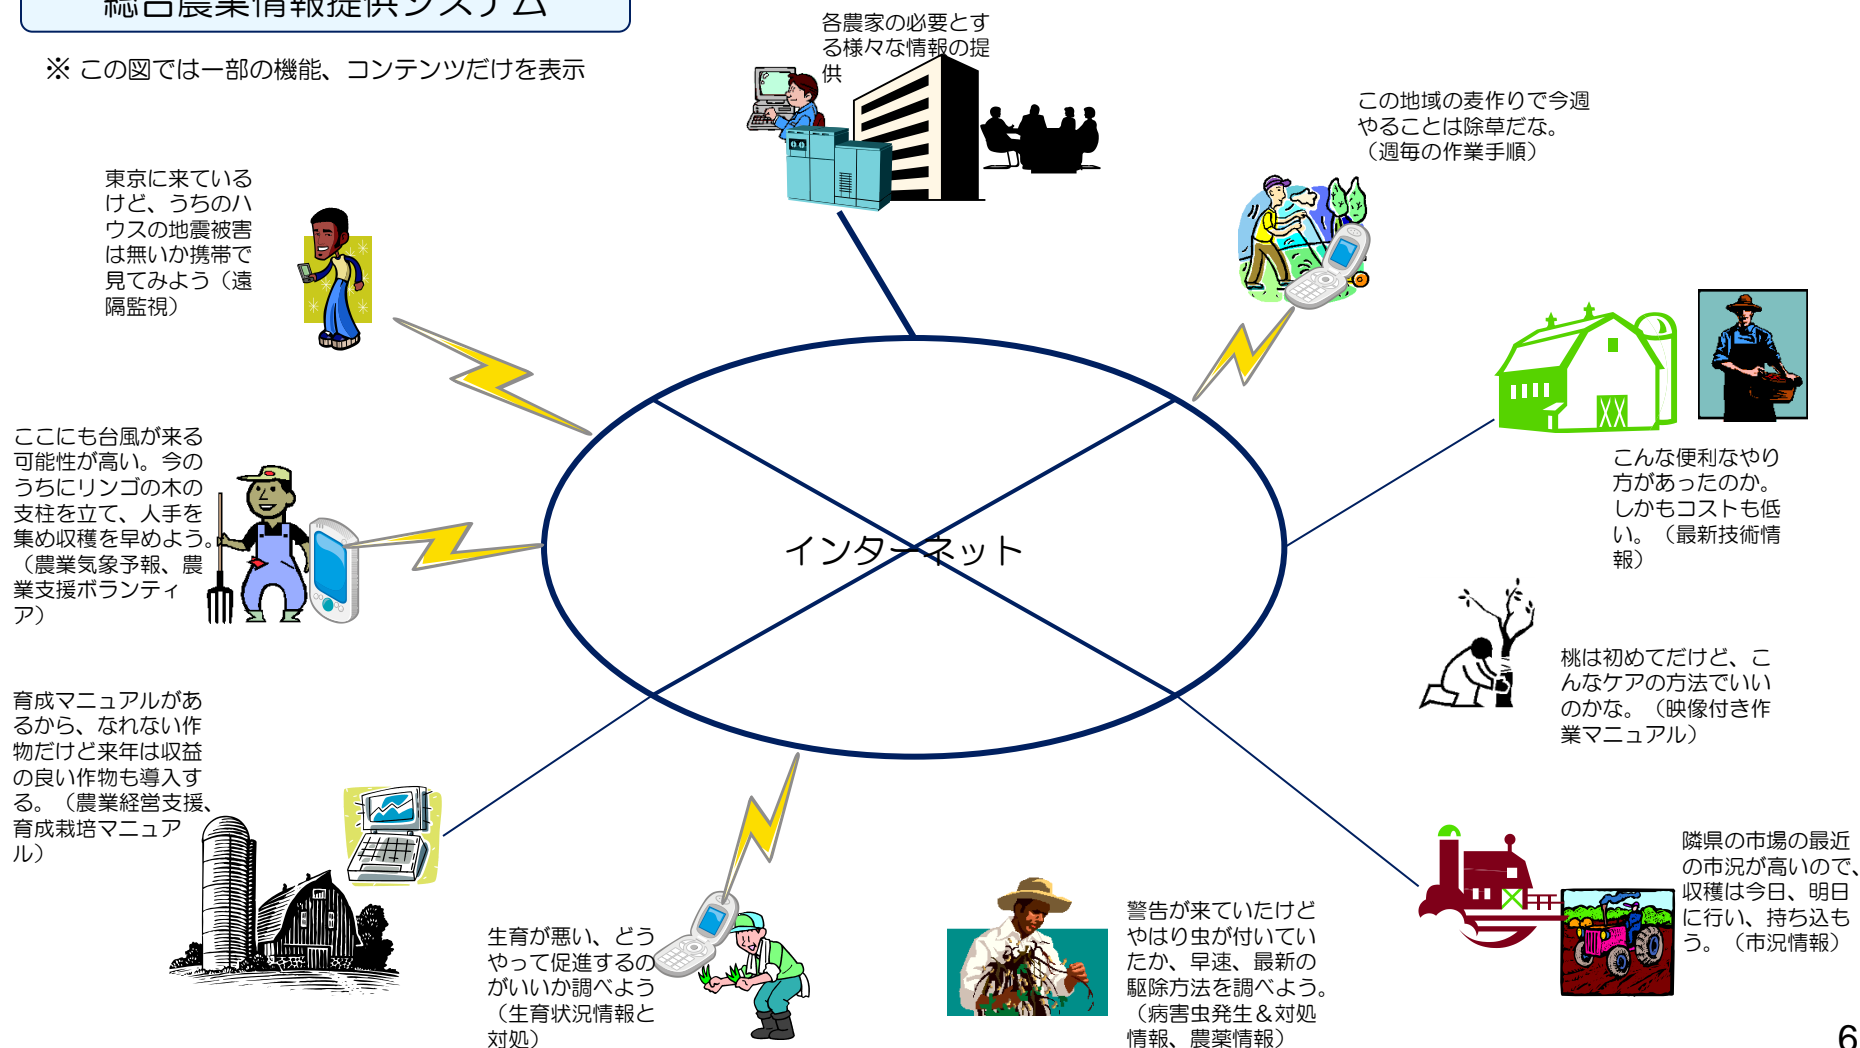 総合農業情報提供システム
※ この図では一部の機能、コンテンツだけを表示
各農家の必要とす
る様々な情報の提
供
この地域の麦作りで今週
やることは除草だな。
（週毎の作業手順）
東京に来ている
けど、うちのハ
ウスの地震被害
は無いか携帯で
見てみよう（遠
隔監視）
ここにも台風が来る
可能性が高い。今の
うちにリンゴの木の
支柱を立て、人手を
集め収穫を早めよう。
（農業気象予報、農
業支援ボランティ
ア）
インターネット
こんな便利なやり
方があったのか。
しかもコストも低
い。（最新技術情
報）
桃は初めてだけど、こ
んなケアの方法でいい
のかな。（映像付き作
業マニュアル）
育成マニュアルがあ
るから、なれない作
物だけど来年は収益
の良い作物も導入す
る。（農業経営支援、
育成栽培マニュア
ル）
生育が悪い、どう
やって促進するの
がいいか調べよう
（生育状況情報と
対処）
警告が来ていたけど
やはり虫が付いてい
たか、早速、最新の
駆除方法を調べよう。
（病害虫発生＆対処
情報、農薬情報）
隣県の市場の最近
の市況が高いので、
収穫は今日、明日
に行い、持ち込も
う。（市況情報）
6